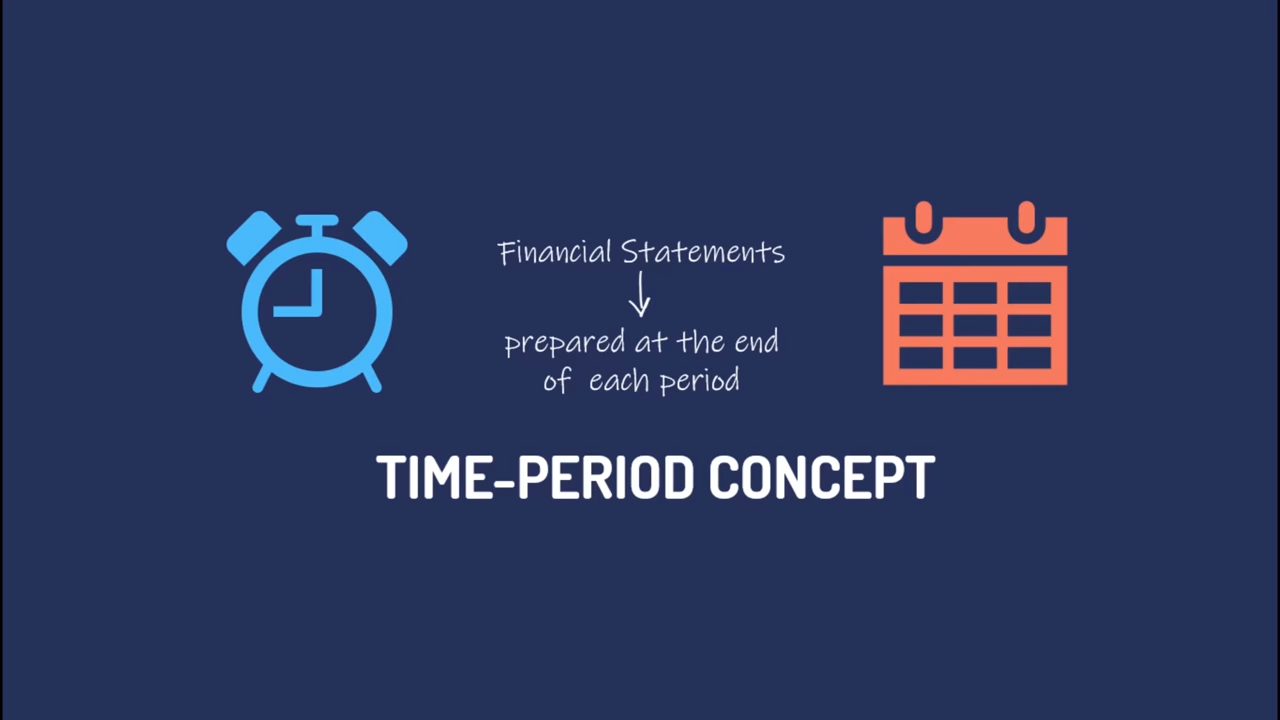 Financial Statements
prepared at the end
of each period
TIME-PERIOD CONCEPT